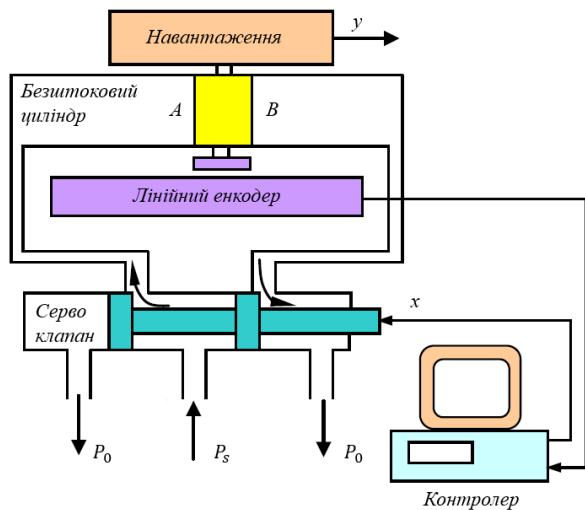 Навантаження
y
Безштоковий
циліндр
A
B
Лінійний енкодер
Серво
клапан
x
P₀
Pₛ
P₀
Контролер